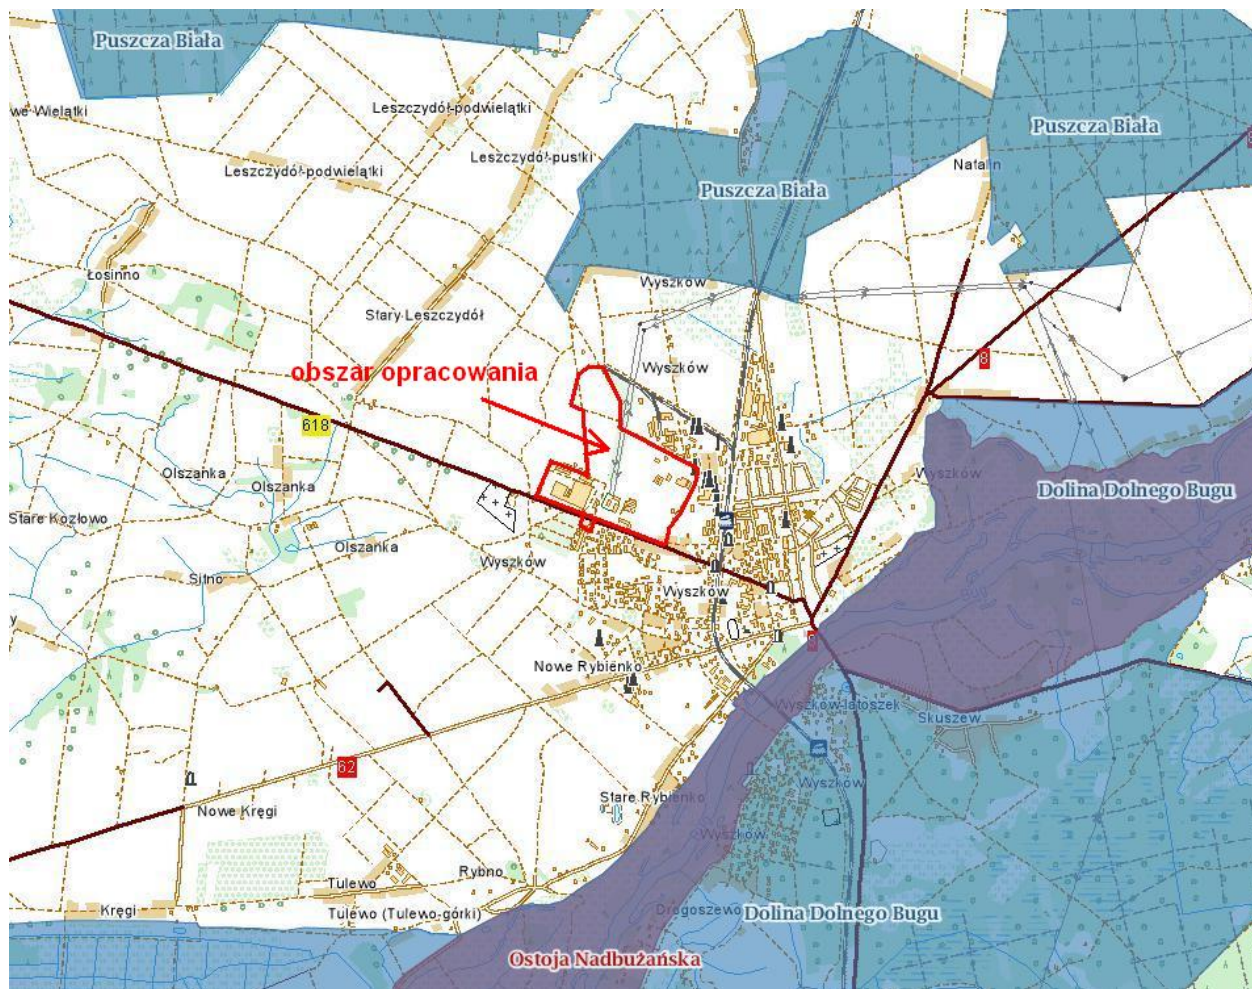 Puszcza Biała
we Wielątki
Leszczydół-podwielątki
Puszcza Biała
Leszczydół-pustki
Natalin
Leszczydół-podwielątki
Puszcza Biała
Łosinno
Wyszków
Stary Leszczydół
8
obszar opracowania
Wyszków
618
Olszanka
Wyszków
Olszanka
Dolina Dolnego Bugu
Stare Kozłowo
Olszanka
Wyszków
Sitno
Wyszków
Nowe Rybienko
Wyszków-latoszek
Skuszew
62
Wyszków
Stare Rybienko
Nowe Kręgi
Wyszków
Rybno
Tulewo
Kręgi
Tulewo (Tulewo-górki)
Drogoszewo
Dolina Dolnego Bugu
Ostoja Nadbużańska